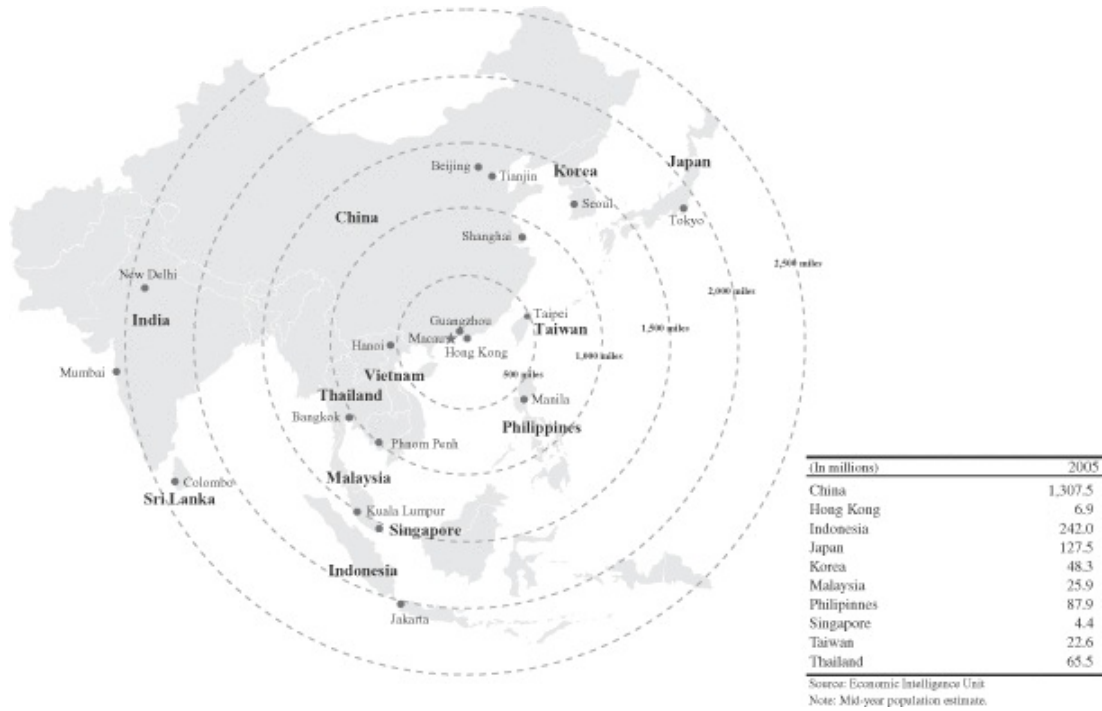 Beijing
Tianjin
Korea
Japan
Seoul
Tokyo
China
Shanghai
2,500 miles
New Delhi
2,000 miles
India
Taipei
Guangzhou
Taiwan
1,500 miles
Macau
Hong Kong
Hanoi
1,000 miles
Mumbai
Vietnam
500 miles
Thailand
Manila
Bangkok
Philippines
Phnom Penh
Malaysia
Colombo
Sri Lanka
Kuala Lumpur
Singapore
Indonesia
Jakarta
(In millions) 2005
China 1,307.5
Hong Kong 6.9
Indonesia 242.0
Japan 127.5
Korea 48.3
Malaysia 25.9
Philipinnes 87.9
Singapore 4.4
Taiwan 22.6
Thailand 65.5
Source: Economic Intelligence Unit
Note: Mid-year population estimate.